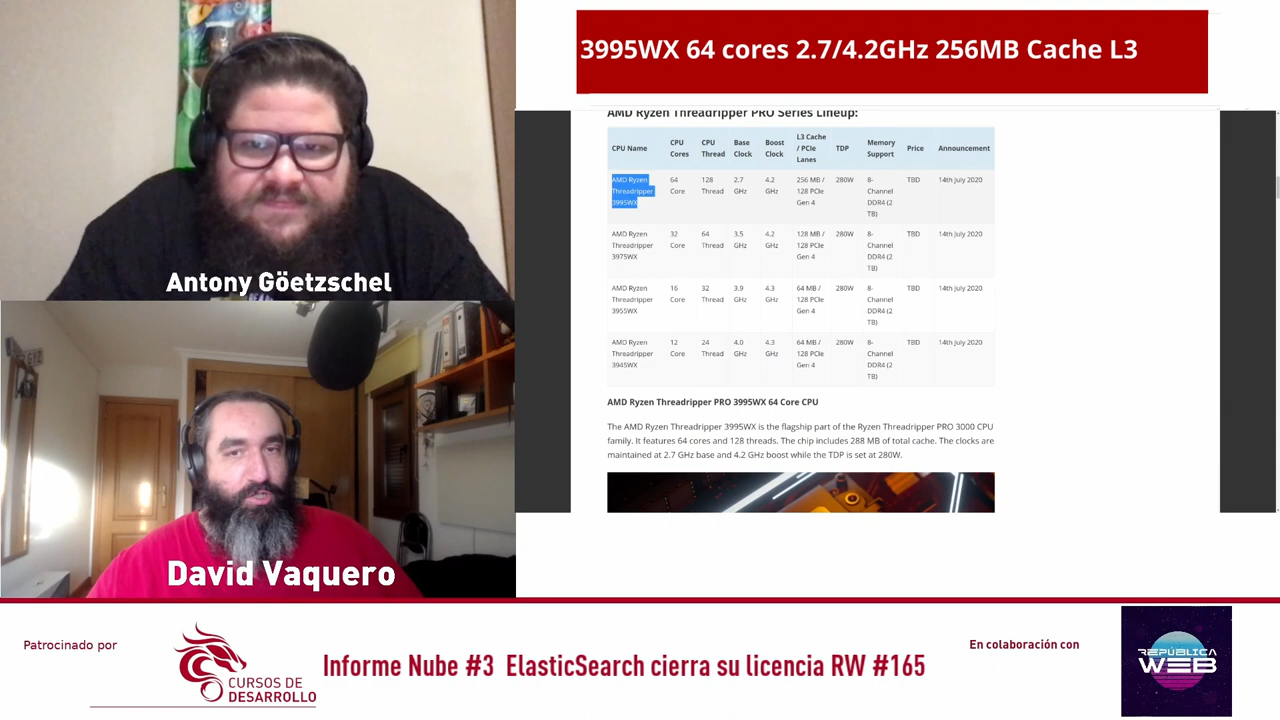 3995WX 64 cores 2.7/4.2GHz 256MB Cache L3
AMD Ryzen Threadripper PRO Series Lineup:
CPU Name CPU Cores CPU Thread Base Clock Boost Clock L3 Cache / PCIe Lanes TDP Memory Support Price Announcement
AMD Ryzen Threadripper 3995WX 64 Core 128 Thread 2.7 GHz 4.2 GHz 256 MB / 128 PCIe Gen 4 280W 8-Channel DDR4 (2 TB) TBD 14th July 2020
AMD Ryzen Threadripper 3975WX 32 Core 64 Thread 3.5 GHz 4.2 GHz 128 MB / 128 PCIe Gen 4 280W 8-Channel DDR4 (2 TB) TBD 14th July 2020
AMD Ryzen Threadripper 3955WX 16 Core 32 Thread 3.9 GHz 4.3 GHz 64 MB / 128 PCIe Gen 4 280W 8-Channel DDR4 (2 TB) TBD 14th July 2020
AMD Ryzen Threadripper 3945WX 12 Core 24 Thread 4.0 GHz 4.3 GHz 64 MB / 128 PCIe Gen 4 280W 8-Channel DDR4 (2 TB) TBD 14th July 2020
AMD Ryzen Threadripper PRO 3995WX 64 Core CPU
The AMD Ryzen Threadripper 3995WX is the flagship part of the Ryzen Threadripper PRO 3000 CPU
family. It features 64 cores and 128 threads. The chip includes 288 MB of total cache. The clocks are
maintained at 2.7 GHz base and 4.2 GHz boost while the TDP is set at 280W.
Antony Göetzschel
David Vaquero
Patrocinado por
CURSOS DE
DESARROLLO
Informe Nube #3 ElasticSearch cierra su licencia RW #165
En colaboración con
REPÚBLICA
WEB